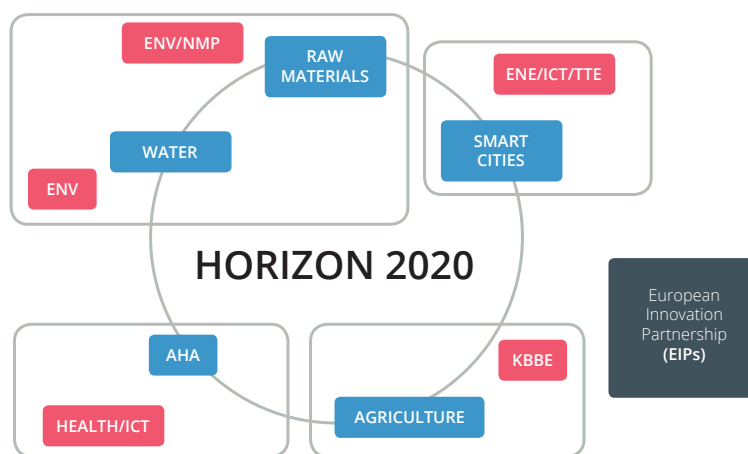 ENV/NMP
RAW
MATERIALS
ENE/ICT/TTE
WATER
SMART
CITIES
ENV
HORIZON 2020
European
Innovation
Partnership
(EIPs)
AHA
KBBE
AGRICULTURE
HEALTH/ICT